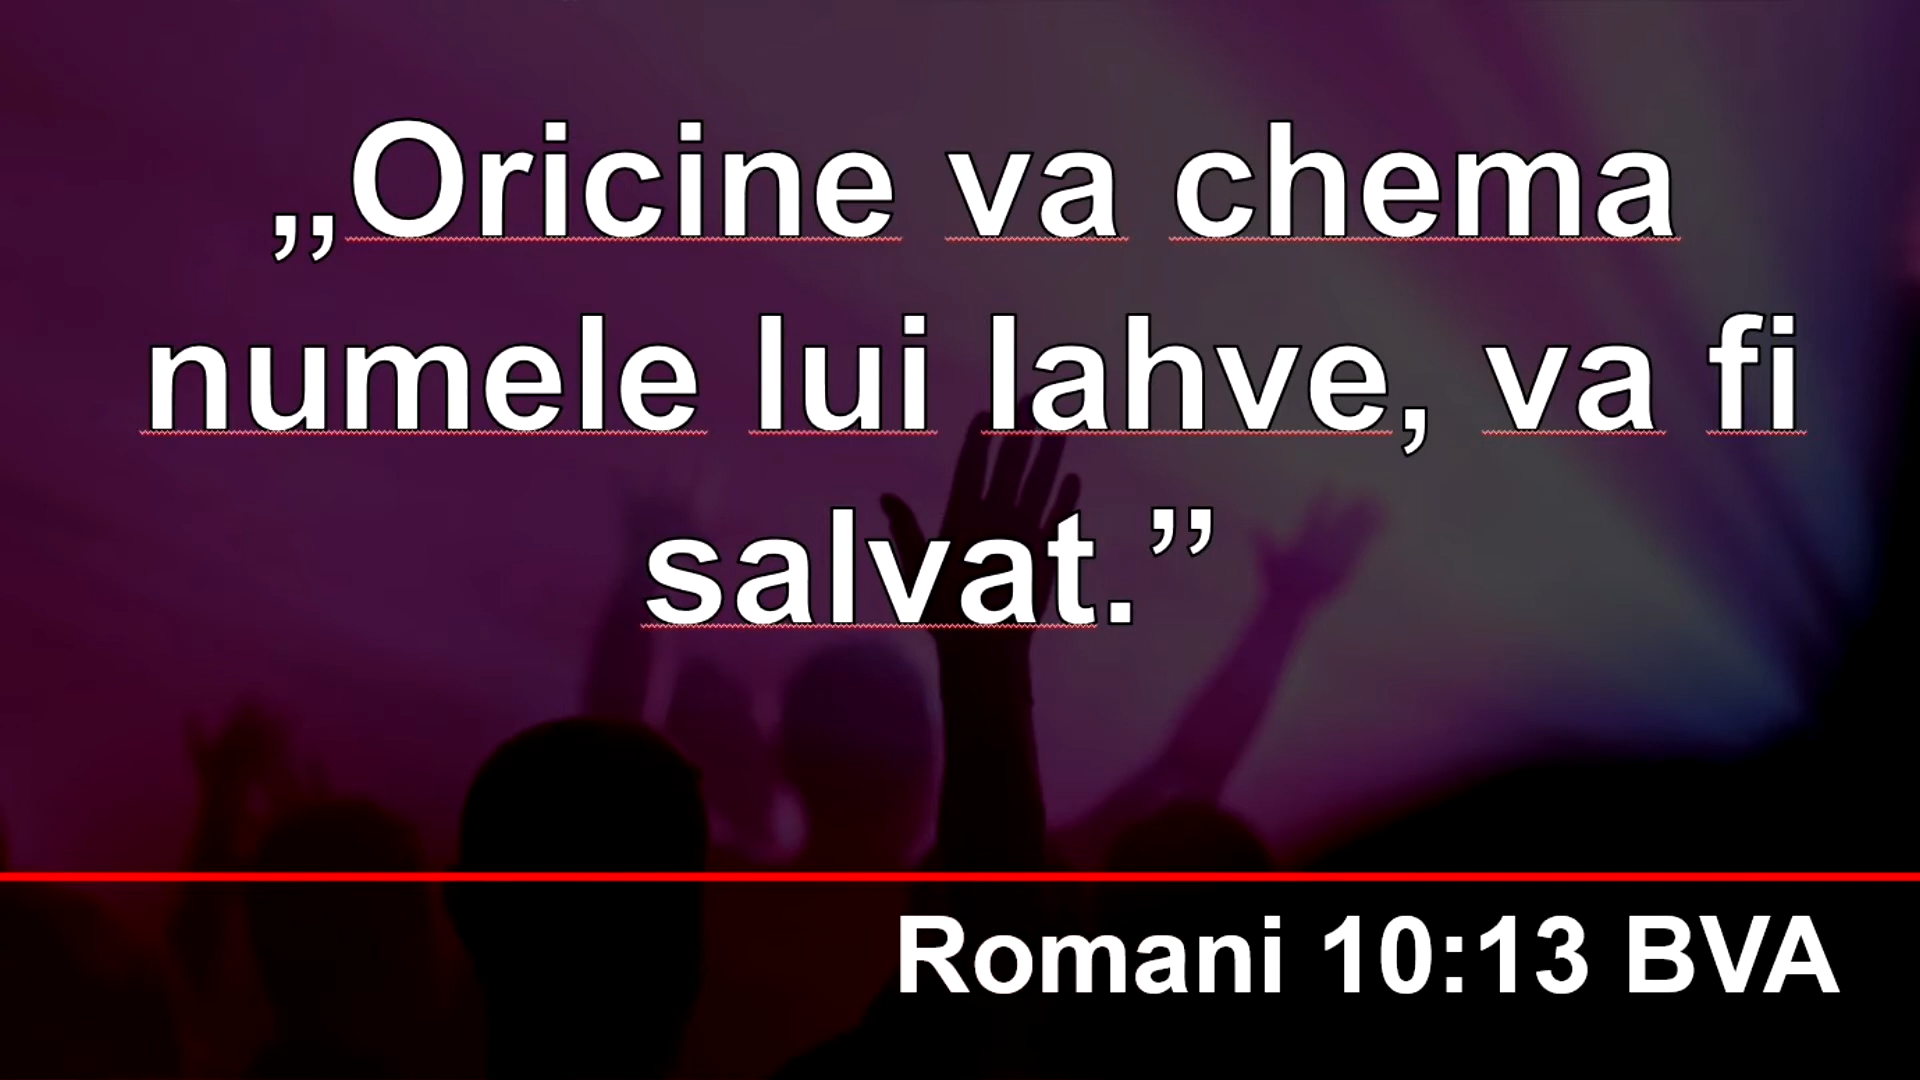 „Oricine va chema
numele lui Iahve, va fi
salvat.”
Romani 10:13 BVA